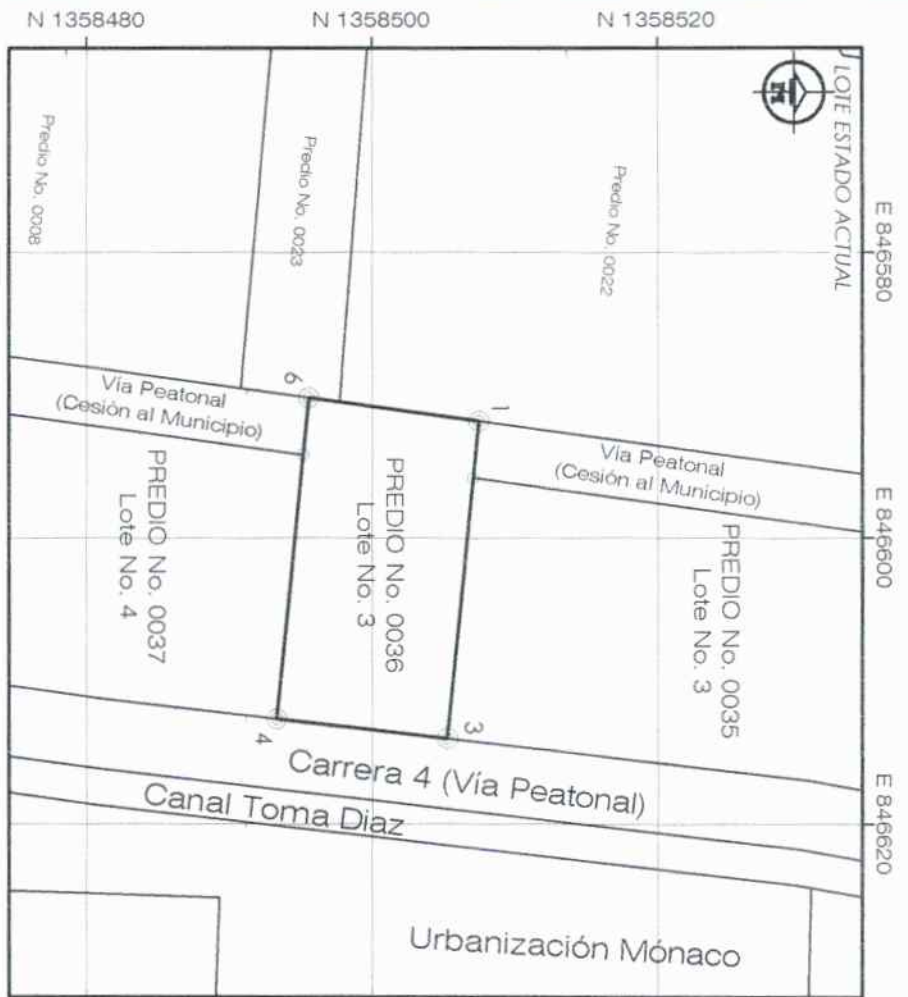 N 1358480
N 1358500
N 1358520
LOTE ESTADO ACTUAL
N
E 846580
E 846600
E 846620
Predio No. 0008
Predio No. 0023
Predio No. 0022
6
1
Vía Peatonal
(Cesión al Municipio)
Vía Peatonal
(Cesión al Municipio)
PREDIO No. 0037
Lote No. 4
PREDIO No. 0036
Lote No. 3
PREDIO No. 0035
Lote No. 3
4
3
Carrera 4 (Vía Peatonal)
Canal Toma Diaz
Urbanización Mónaco